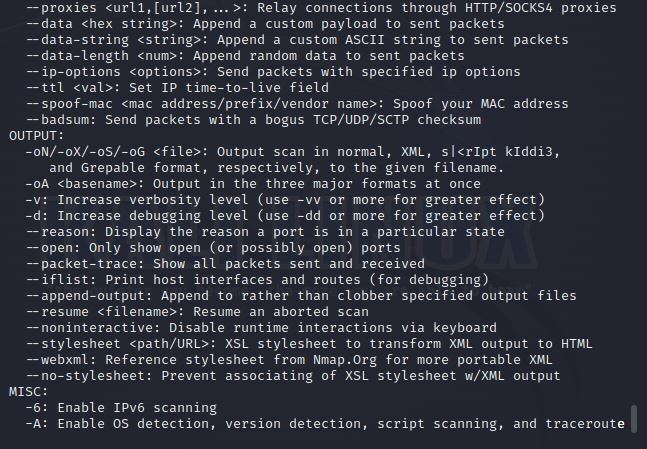 --proxies <url1,[url2],...>: Relay connections through HTTP/SOCKS4 proxies
--data <hex string>: Append a custom payload to sent packets
--data-string <string>: Append a custom ASCII string to sent packets
--data-length <num>: Append random data to sent packets
--ip-options <options>: Send packets with specified ip options
--ttl <val>: Set IP time-to-live field
--spoof-mac <mac address/prefix/vendor name>: Spoof your MAC address
--badsum: Send packets with a bogus TCP/UDP/SCTP checksum
OUTPUT:
-oN/-oX/-oS/-oG <file>: Output scan in normal, XML, s|<rIpt kIddi3,
and Grepable format, respectively, to the given filename.
-oA <basename>: Output in the three major formats at once
-v: Increase verbosity level (use -vv or more for greater effect)
-d: Increase debugging level (use -dd or more for greater effect)
--reason: Display the reason a port is in a particular state
--open: Only show open (or possibly open) ports
--packet-trace: Show all packets sent and received
--iflist: Print host interfaces and routes (for debugging)
--append-output: Append to rather than clobber specified output files
--resume <filename>: Resume an aborted scan
--noninteractive: Disable runtime interactions via keyboard
--stylesheet <path/URL>: XSL stylesheet to transform XML output to HTML
--webxml: Reference stylesheet from Nmap.Org for more portable XML
--no-stylesheet: Prevent associating of XSL stylesheet w/XML output
MISC:
-6: Enable IPv6 scanning
-A: Enable OS detection, version detection, script scanning, and traceroute